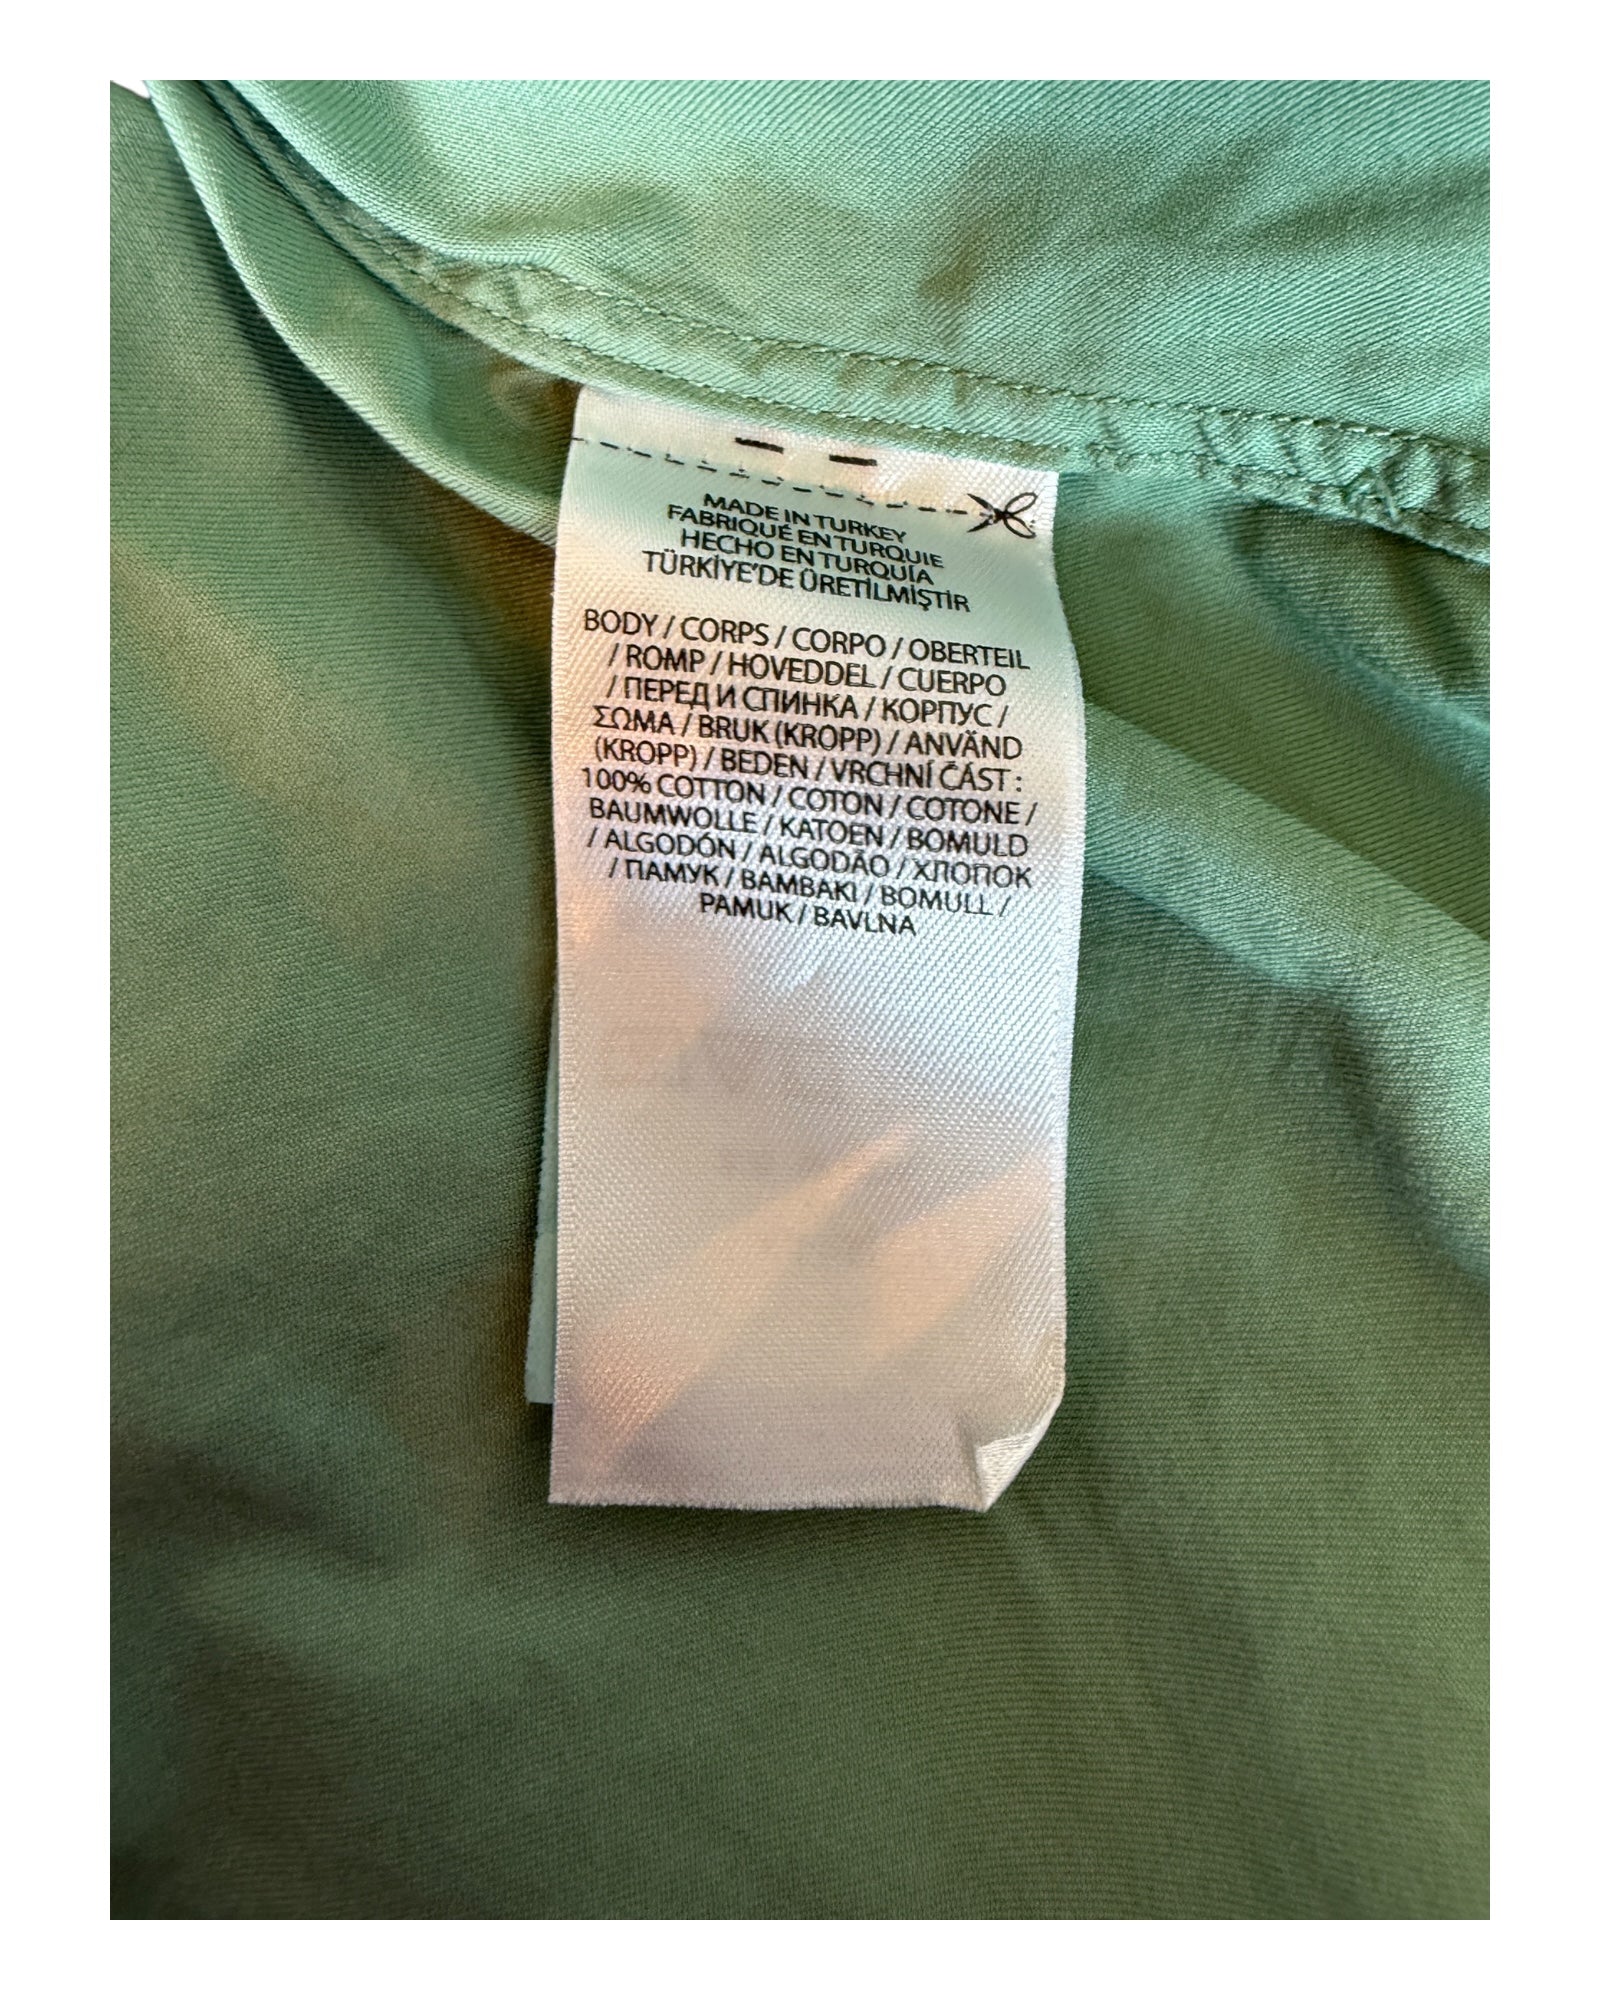 MADE IN TURKEY
FABRIQUÉ EN TURQUIE
HECHO EN TURQUÍA
TÜRKİYE'DE ÜRETİLMİŞTİR
BODY / CORPS / CORPO / OBERTEIL
/ ROMP / HOVEDDEL / CUERPO
/ ПЕРЕД И СПИНКА / КОРПУС /
ΣΩΜΑ / BRUK (KROPP) / ANVÄND
(KROPP) / BEDEN / VRCHNÍ ČÁST :
100% COTTON / COTON / COTONE /
BAUMWOLLE / KATOEN / BOMULD
/ ALGODÓN / ALGODÃO / ХЛОПОК
/ ПАМУК / BAMBAKI / BOMULL /
PAMUK / BAVLNA